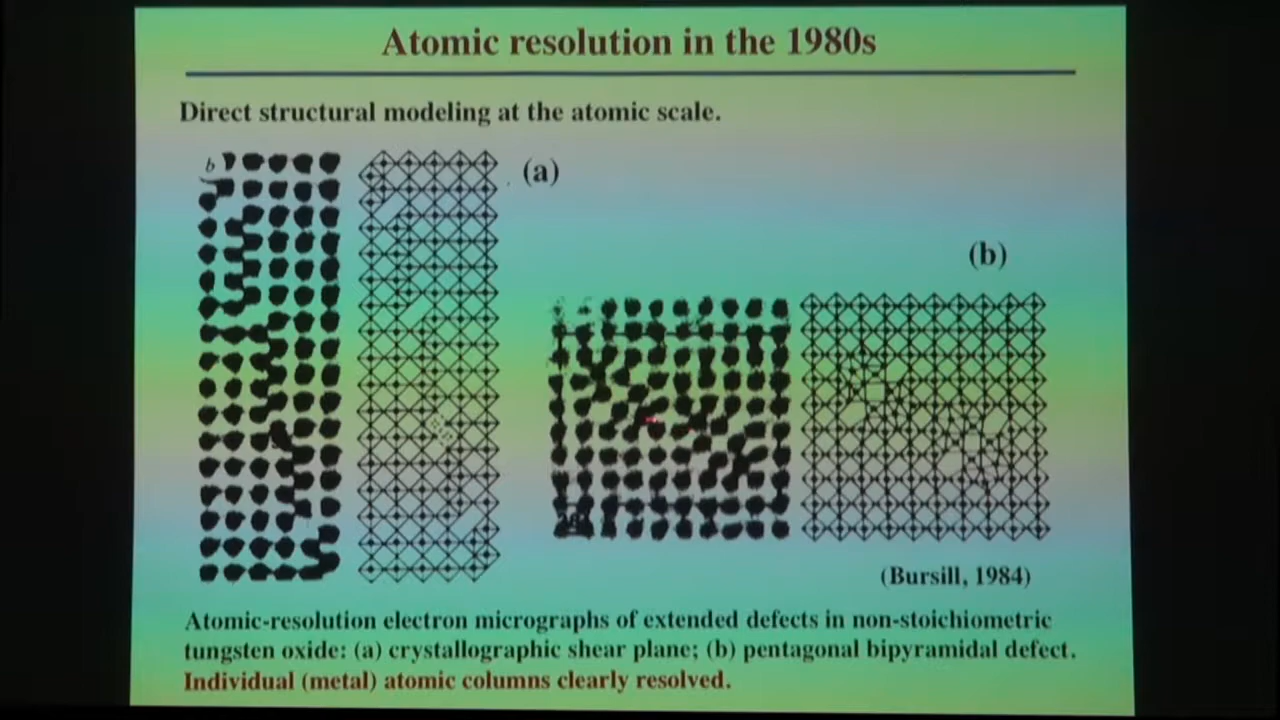 Atomic resolution in the 1980s
Direct structural modeling at the atomic scale.
b
(a)
(b)
(Bursill, 1984)
Atomic-resolution electron micrographs of extended defects in non-stoichiometric
tungsten oxide: (a) crystallographic shear plane; (b) pentagonal bipyramidal defect.
Individual (metal) atomic columns clearly resolved.